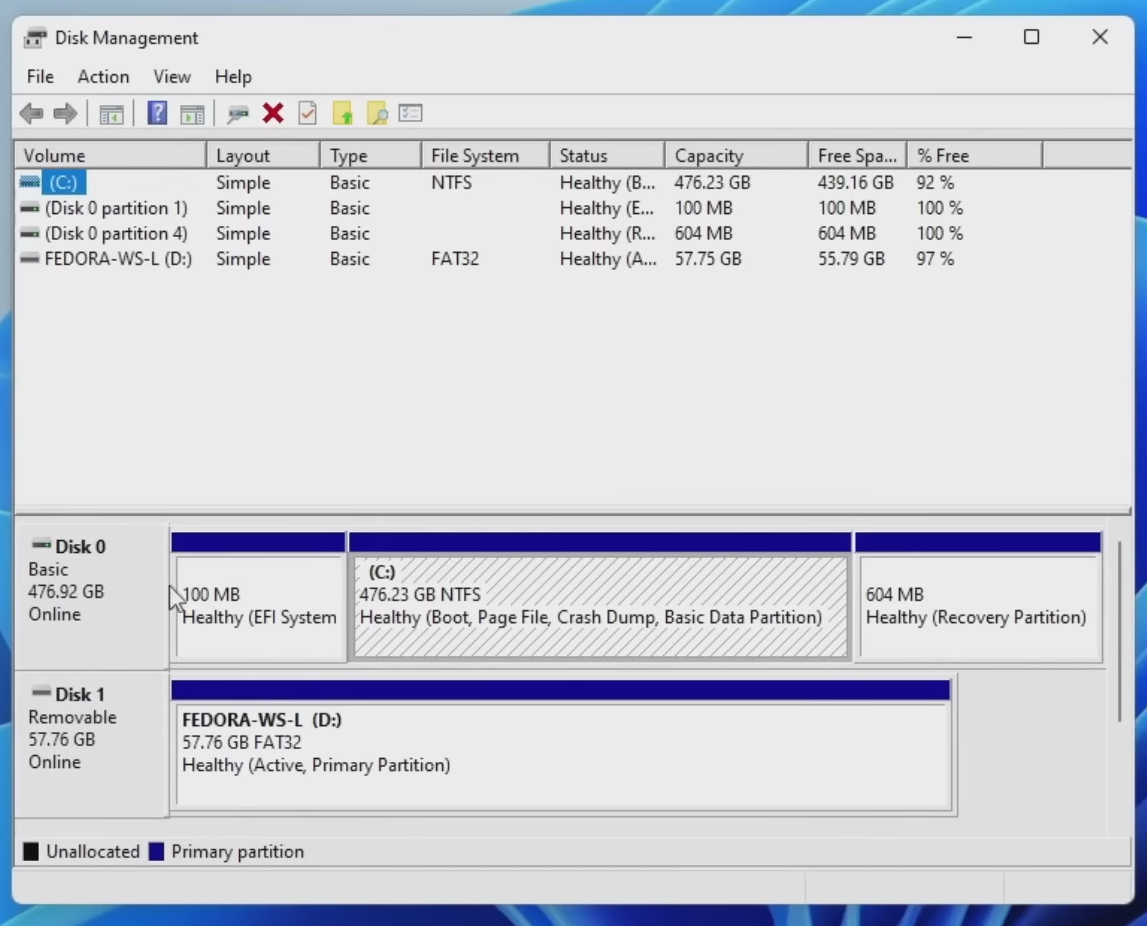 Disk Management
File Action View Help
Volume Layout Type File System Status Capacity Free Spa... % Free
(C:) Simple Basic NTFS Healthy (B... 476.23 GB 439.16 GB 92 %
(Disk 0 partition 1) Simple Basic Healthy (E... 100 MB 100 MB 100 %
(Disk 0 partition 4) Simple Basic Healthy (R... 604 MB 604 MB 100 %
FEDORA-WS-L (D:) Simple Basic FAT32 Healthy (A... 57.75 GB 55.79 GB 97 %
Disk 0
Basic
476.92 GB
Online
100 MB
Healthy (EFI System
(C:)
476.23 GB NTFS
Healthy (Boot, Page File, Crash Dump, Basic Data Partition)
604 MB
Healthy (Recovery Partition)
Disk 1
Removable
57.76 GB
Online
FEDORA-WS-L (D:)
57.76 GB FAT32
Healthy (Active, Primary Partition)
Unallocated Primary partition